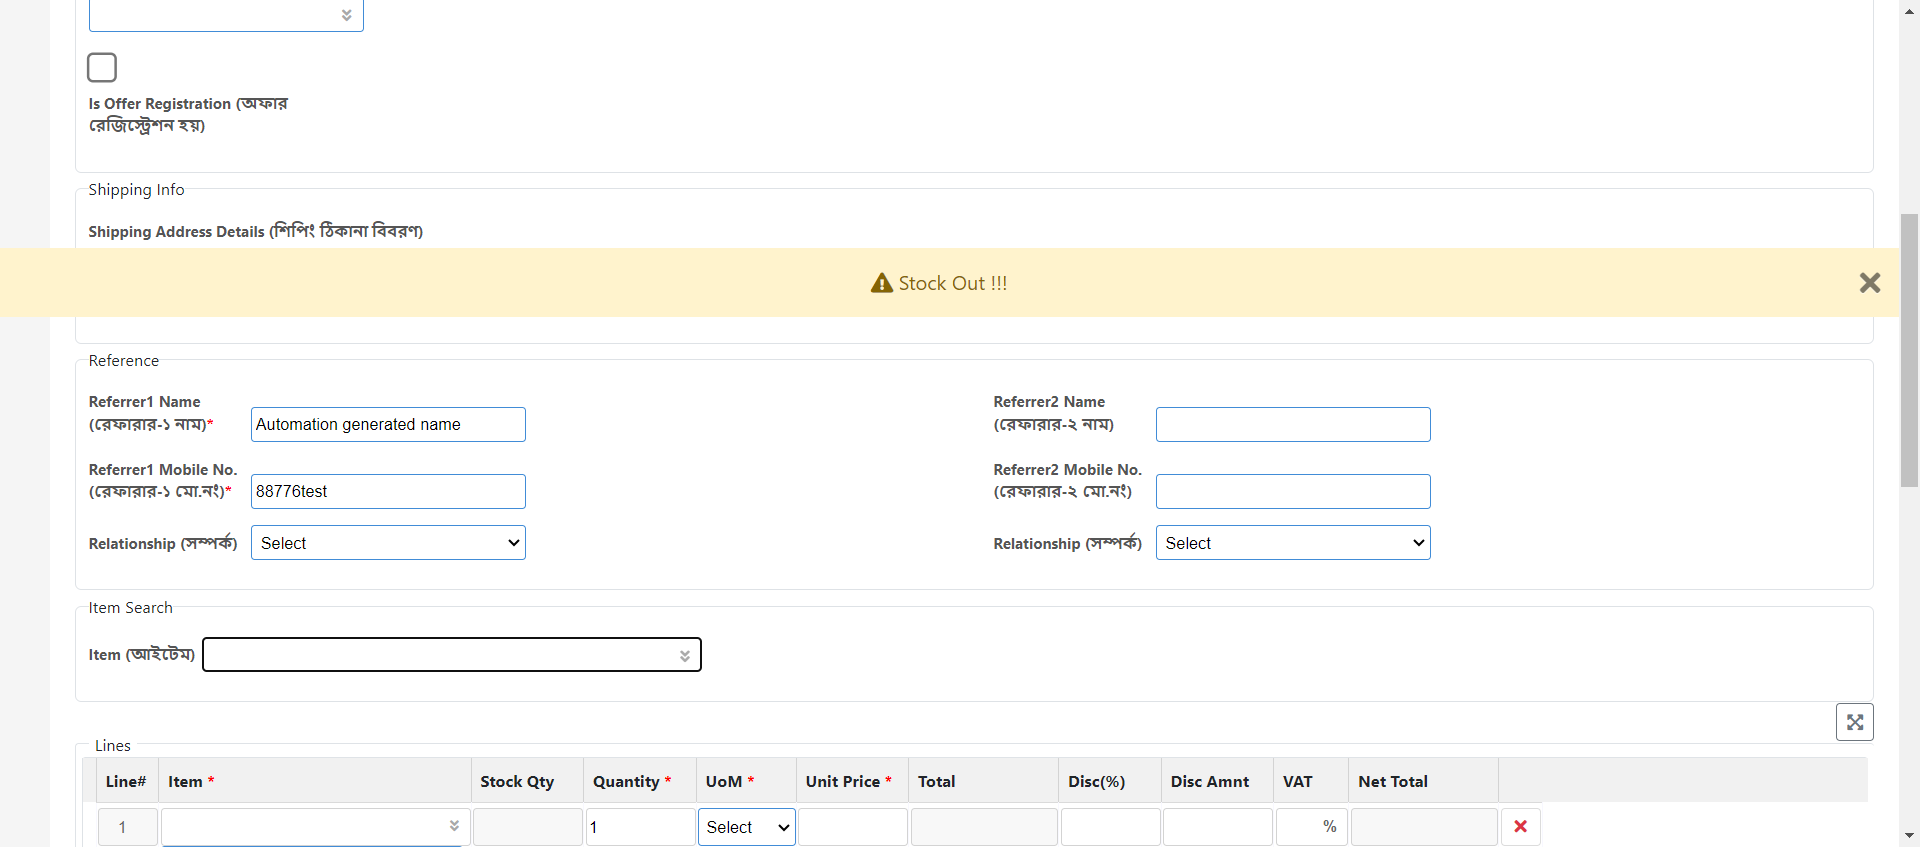 Is Offer Registration (অফার
রেজিস্ট্রেশন হয়)
Shipping Info
Shipping Address Details (শিপিং ঠিকানা বিবরণ)
Stock Out !!!
Reference
Referrer1 Name
(রেফারার-১ নাম)*
Automation generated name
Referrer2 Name
(রেফারার-২ নাম)
Referrer1 Mobile No.
(রেফারার-১ মো.নং)*
88776test
Referrer2 Mobile No.
(রেফারার-২ মো.নং)
Relationship (সম্পর্ক) Select
Relationship (সম্পর্ক) Select
Item Search
Item (আইটেম)
Lines
Line# Item * Stock Qty Quantity * UoM * Unit Price * Total Disc(%) Disc Amnt VAT Net Total
1 1 Select %